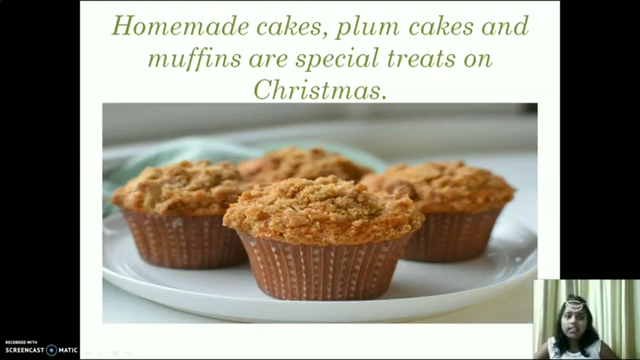 Homemade cakes, plum cakes and
muffins are special treats on
Christmas.
RECORDED WITH
SCREENCAST MATIC